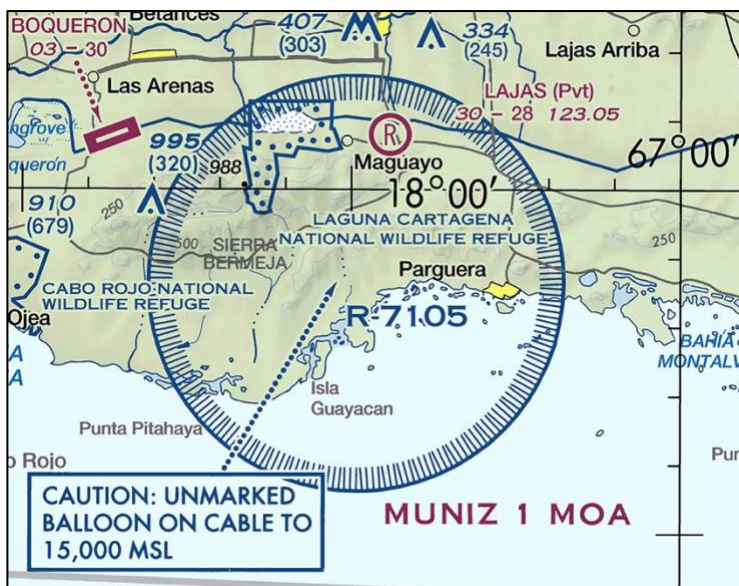 BOQUERON
03 - 30
Betances
407
(303)
334
(245)
Lajas Arriba
Las Arenas
LAJAS (Pvt)
30 - 28 123.05
ngrove
querón
995
(320)
R
988
Maguayo
67°00'
18°00'
910
(679)
250
LAGUNA CARTAGENA
NATIONAL WILDLIFE REFUGE
500
SIERRA
BERMEJA
250
Parguera
CABO ROJO NATIONAL
WILDLIFE REFUGE
Ojea
R-7105
BAHIA
MONTALV
A
A
Isla
Guayacan
Punta Pitahaya
o Rojo
Pun
CAUTION: UNMARKED
BALLOON ON CABLE TO
15,000 MSL
MUNIZ 1 MOA